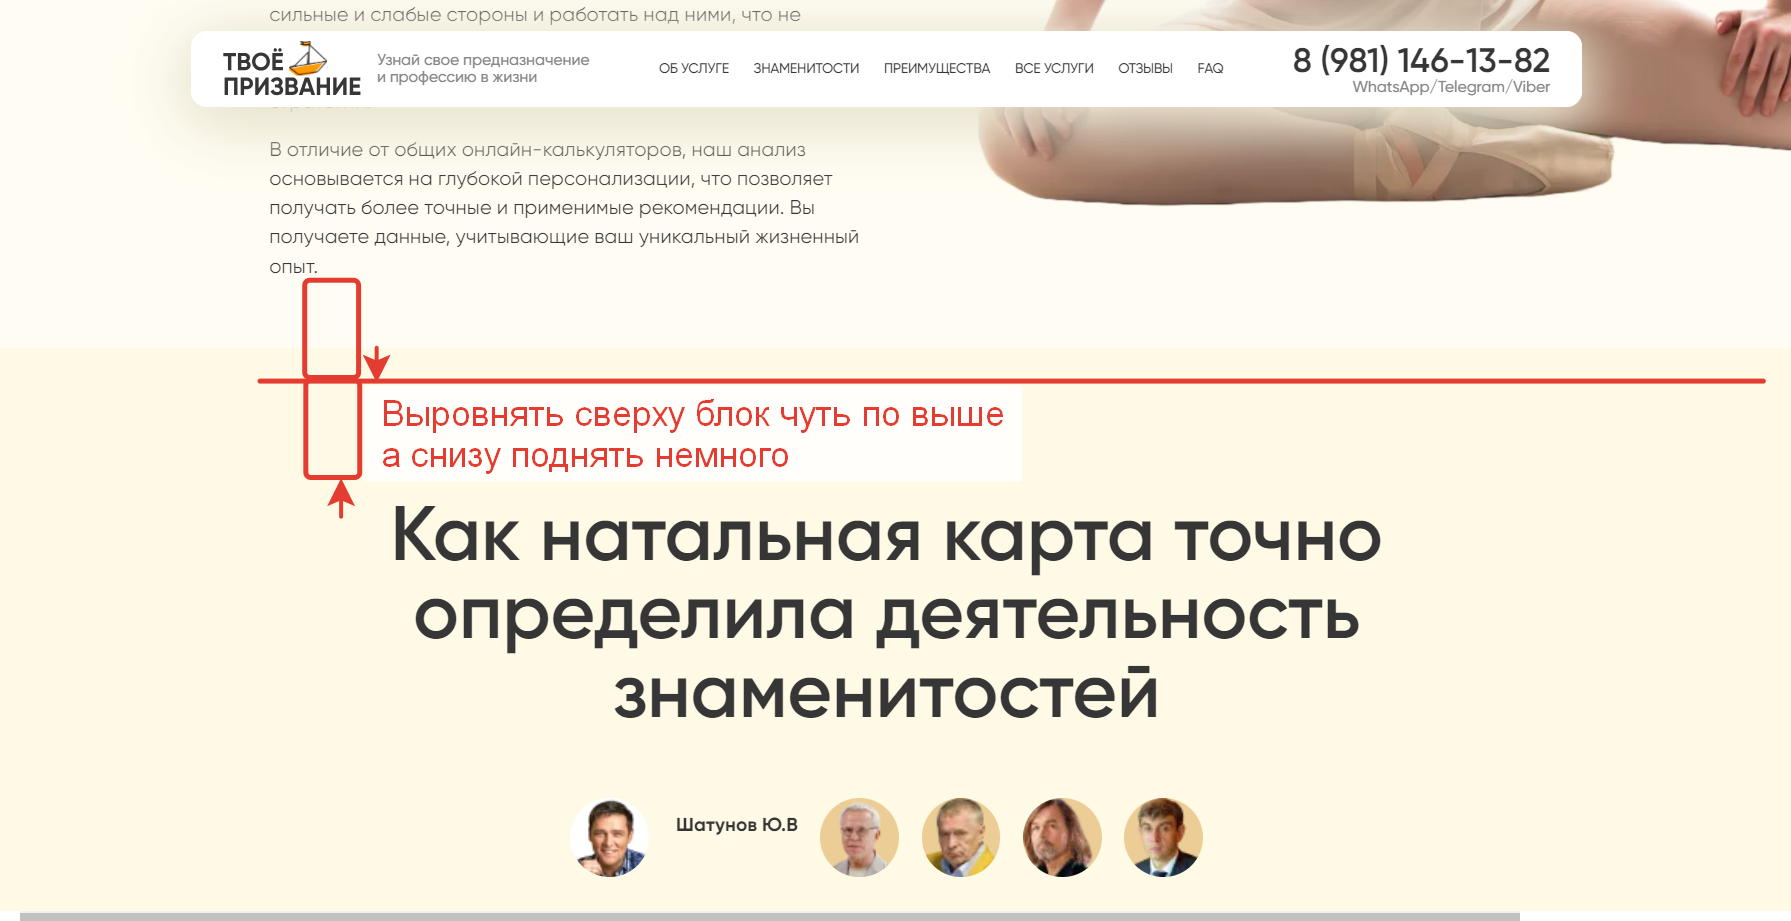 сильные и слабые стороны и работать над ними, что не
ТВОЁ
ПРИЗВАНИЕ
Узнай свое предназначение
и профессию в жизни
ОБ УСЛУГЕ ЗНАМЕНИТОСТИ ПРЕИМУЩЕСТВА ВСЕ УСЛУГИ ОТЗЫВЫ FAQ
8 (981) 146-13-82
WhatsApp/Telegram/Viber
В отличие от общих онлайн-калькуляторов, наш анализ
основывается на глубокой персонализации, что позволяет
получать более точные и применимые рекомендации. Вы
получаете данные, учитывающие ваш уникальный жизненный
опыт.
Выровнять сверху блок чуть по выше
а снизу поднять немного
Как натальная карта точно
определила деятельность
знаменитостей
Шатунов Ю.В